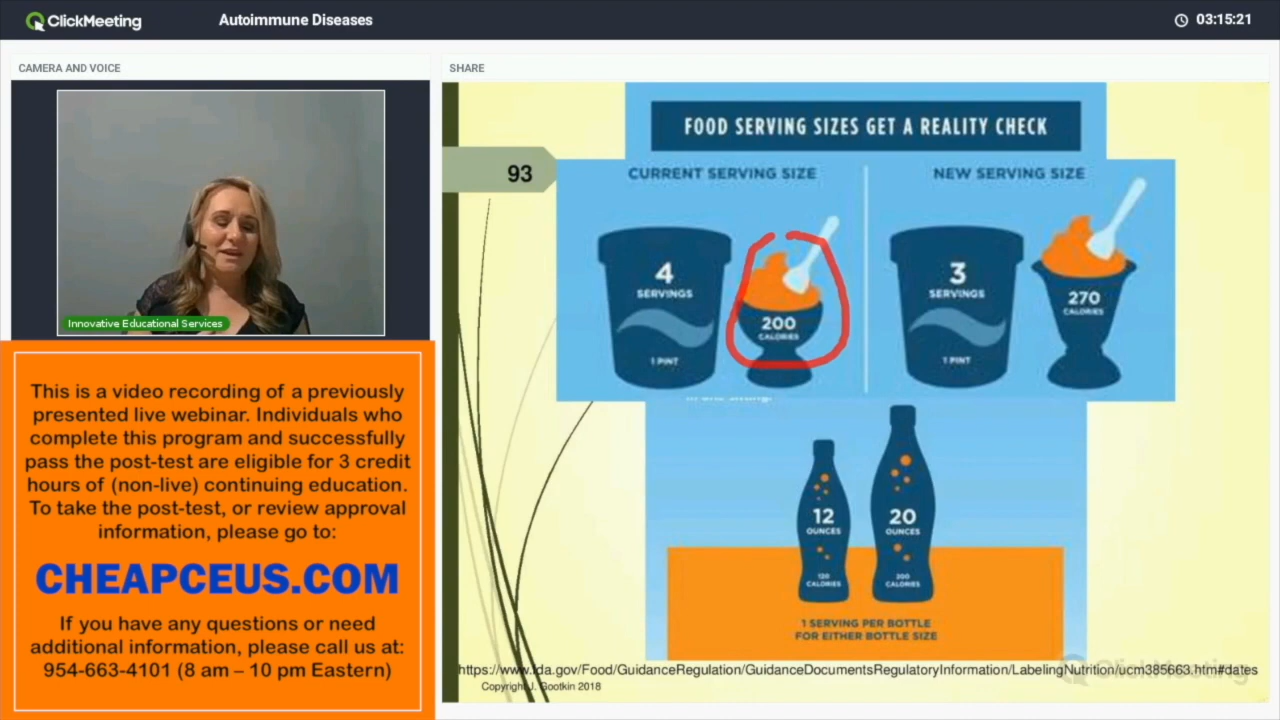 ClickMeeting
Autoimmune Diseases
03:15:21
CAMERA AND VOICE
SHARE
Innovative Educational Services
This is a video recording of a previously
presented live webinar. Individuals who
complete this program and successfully
pass the post-test are eligible for 3 credit
hours of (non-live) continuing education.
To take the post-test, or review approval
information, please go to:
CHEAPCEUS.COM
If you have any questions or need
additional information, please call us at:
954-663-4101 (8 am – 10 pm Eastern)
93
FOOD SERVING SIZES GET A REALITY CHECK
CURRENT SERVING SIZE
NEW SERVING SIZE
4
SERVINGS
1 PINT
200
CALORIES
3
SERVINGS
1 PINT
270
CALORIES
12
OUNCES
120
CALORIES
20
OUNCES
200
CALORIES
1 SERVING PER BOTTLE
FOR EITHER BOTTLE SIZE
https://www.fda.gov/Food/GuidanceRegulation/GuidanceDocumentsRegulatoryInformation/LabelingNutrition/ucm385663.htm#dates
Copyright J. Gootkin 2018
ClickMeeting